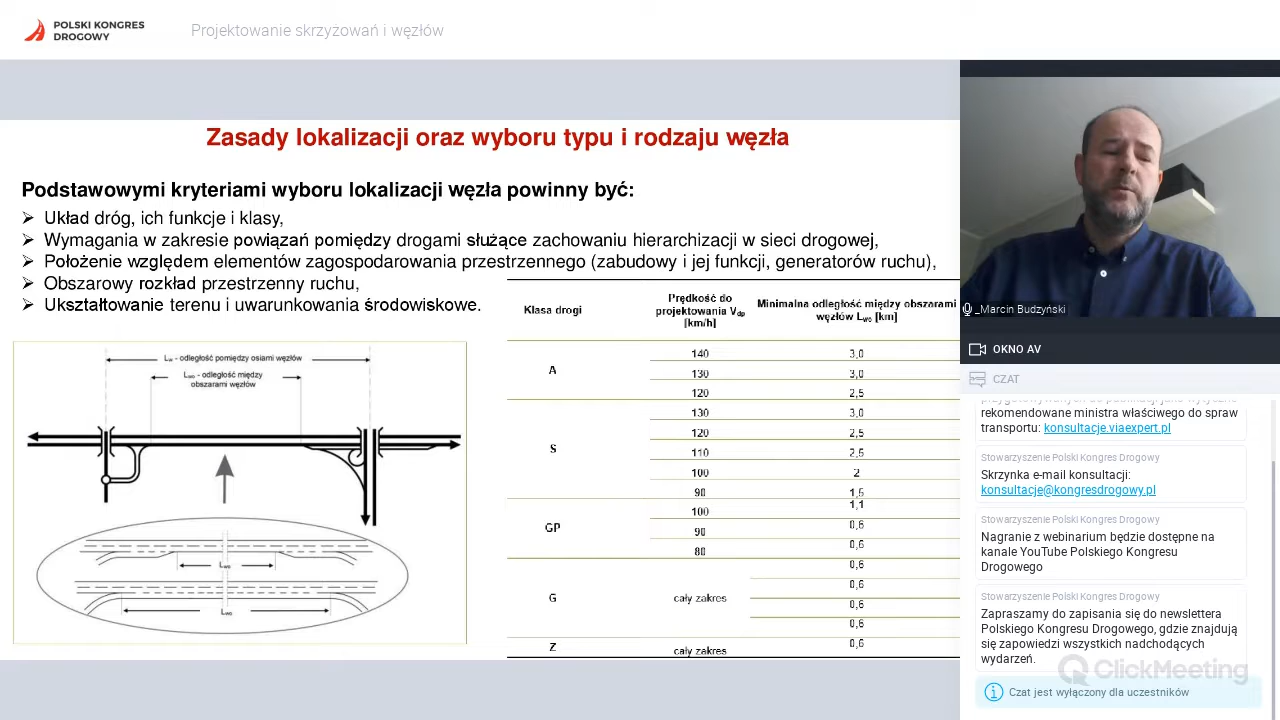 POLSKI KONGRES
DROGOWY
Projektowanie skrzyżowań i węzłów
Zasady lokalizacji oraz wyboru typu i rodzaju węzła
Podstawowymi kryteriami wyboru lokalizacji węzła powinny być:
Układ dróg, ich funkcje i klasy,
Wymagania w zakresie powiązań pomiędzy drogami służące zachowaniu hierarchizacji w sieci drogowej,
Położenie względem elementów zagospodarowania przestrzennego (zabudowy i jej funkcji, generatorów ruchu),
Obszarowy rozkład przestrzenny ruchu,
Ukształtowanie terenu i uwarunkowania środowiskowe.
Lw - odległość pomiędzy osiami węzłów
Lwo - odległość między
obszarami węzłów
Lwo
Lwo
Klasa drogi
Prędkość do
projektowania Vdp
[km/h]
Minimalna odległość między obszarami
węzłów Lwo [km]
A
140 3,0
130 3,0
120 2,5
S
130 3,0
120 2,5
110 2,5
100 2
90 1,5
GP
100 1,1
90 0,6
80 0,6
G
cały zakres
0,6
0,6
0,6
0,6
Z cały zakres 0,6
_Marcin Budzyński
OKNO AV
CZAT
rekomendowane ministra właściwego do spraw
transportu: konsultacje.viaexpert.pl
Stowarzyszenie Polski Kongres Drogowy
Skrzynka e-mail konsultacji:
konsultacje@kongresdrogowy.pl
Stowarzyszenie Polski Kongres Drogowy
Nagranie z webinarium będzie dostępne na
kanale YouTube Polskiego Kongresu
Drogowego
Stowarzyszenie Polski Kongres Drogowy
Zapraszamy do zapisania się do newslettera
Polskiego Kongresu Drogowego, gdzie znajdują
się zapowiedzi wszystkich nadchodzących
wydarzeń.
ClickMeeting
Czat jest wyłączony dla uczestników